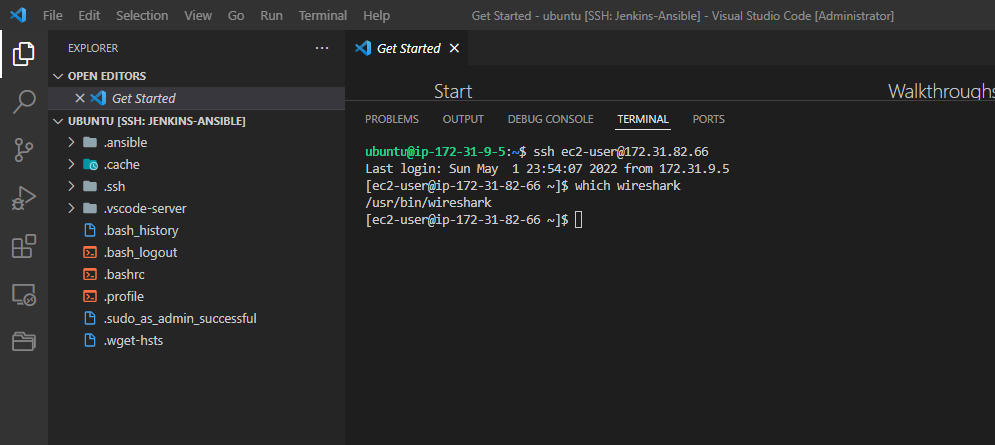 File Edit Selection View Go Run Terminal Help Get Started - ubuntu [SSH: Jenkins-Ansible] - Visual Studio Code [Administrator]
EXPLORER ···
OPEN EDITORS
Get Started
UBUNTU [SSH: JENKINS-ANSIBLE]
.ansible
.cache
.ssh
.vscode-server
.bash_history
.bash_logout
.bashrc
.profile
.sudo_as_admin_successful
.wget-hsts
Get Started
Start Walkthroughs
PROBLEMS OUTPUT DEBUG CONSOLE TERMINAL PORTS
ubuntu@ip-172-31-9-5:~$ ssh ec2-user@172.31.82.66
Last login: Sun May  1 23:54:07 2022 from 172.31.9.5
[ec2-user@ip-172-31-82-66 ~]$ which wireshark
/usr/bin/wireshark
[ec2-user@ip-172-31-82-66 ~]$